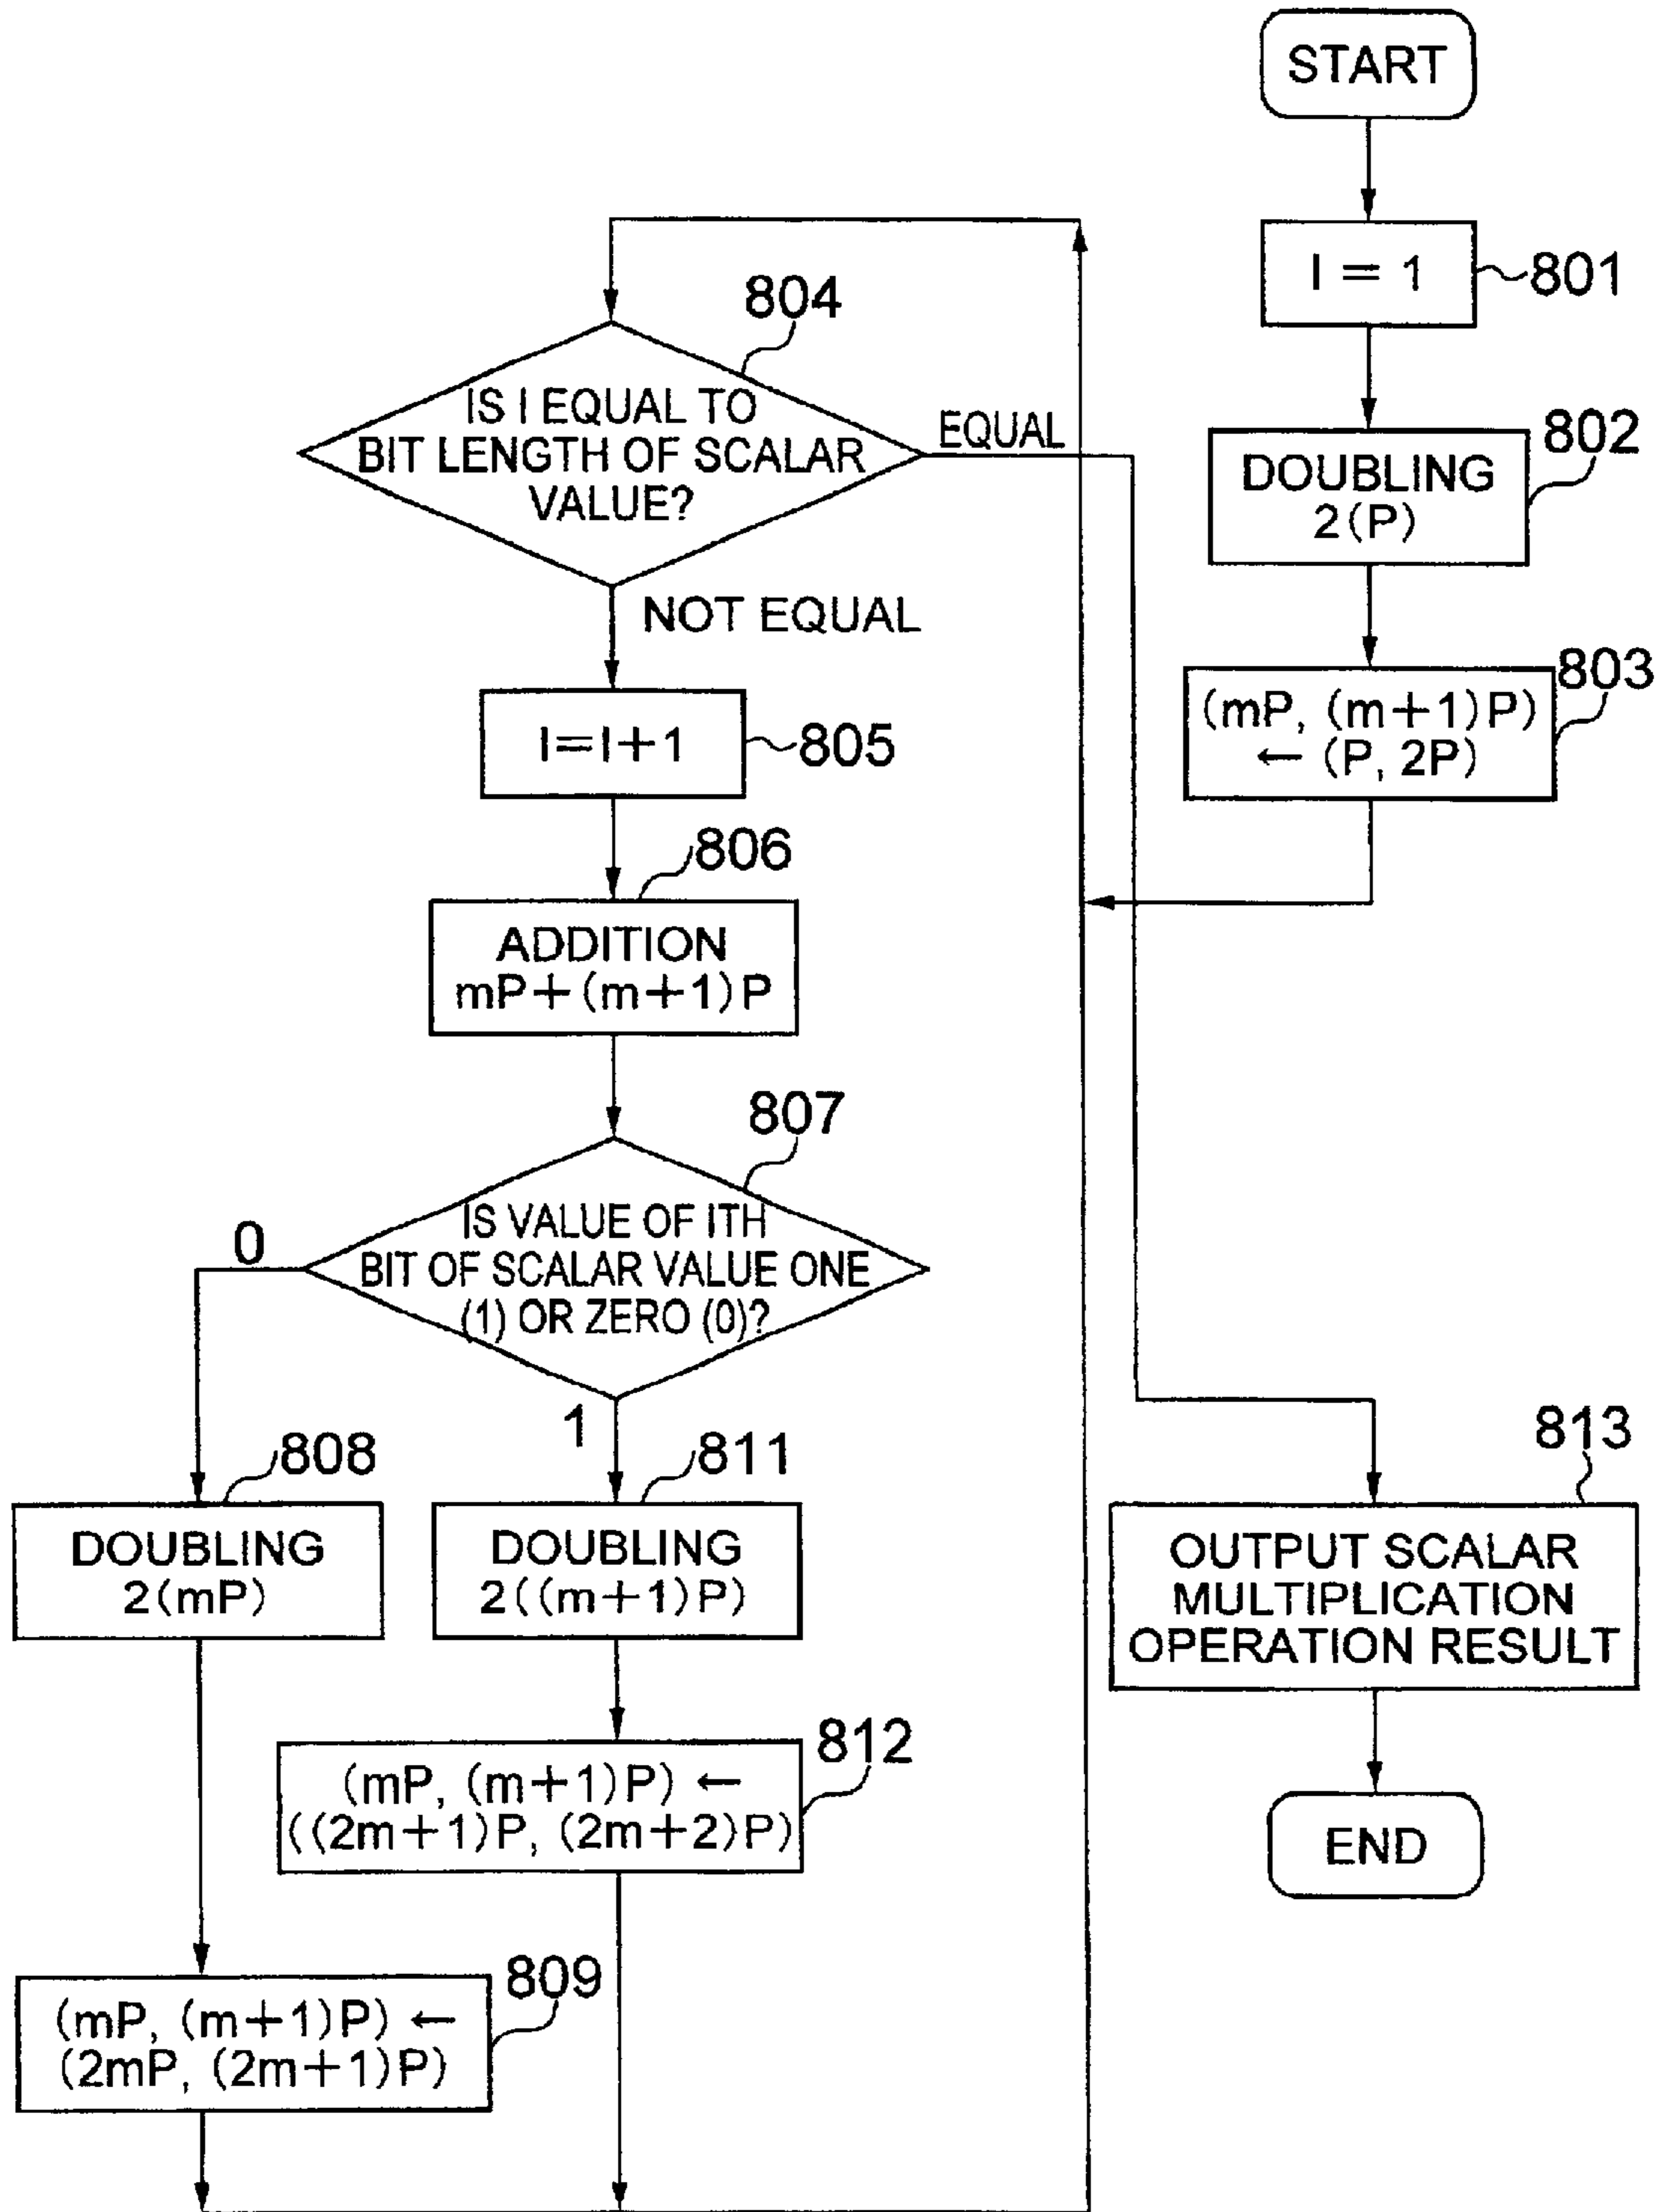 START
I = 1
801
DOUBLING
2(P)
802
(mP, (m+1)P)
← (P, 2P)
803
804
IS I EQUAL TO
BIT LENGTH OF SCALAR
VALUE?
EQUAL
NOT EQUAL
I=I+1
805
806
ADDITION
mP+(m+1)P
807
IS VALUE OF ITH
BIT OF SCALAR VALUE ONE
(1) OR ZERO (0)?
0
1
808
DOUBLING
2(mP)
811
DOUBLING
2((m+1)P)
812
(mP, (m+1)P) ←
((2m+1)P, (2m+2)P)
809
(mP, (m+1)P) ←
(2mP, (2m+1)P)
813
OUTPUT SCALAR
MULTIPLICATION
OPERATION RESULT
END